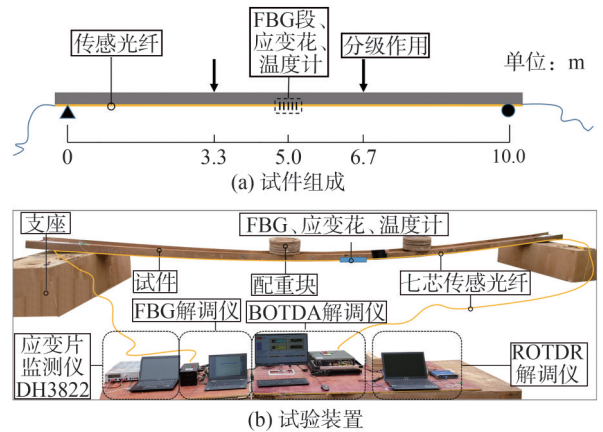 传感光纤
FBG段、
应变花、
温度计
分级作用
单位：m
0
3.3
5.0
6.7
10.0
(a) 试件组成
支座
FBG、应变花、温度计
试件
配重块
七芯传感光纤
FBG解调仪
BOTDA解调仪
应变片
监测仪
DH3822
ROTDR
解调仪
(b) 试验装置